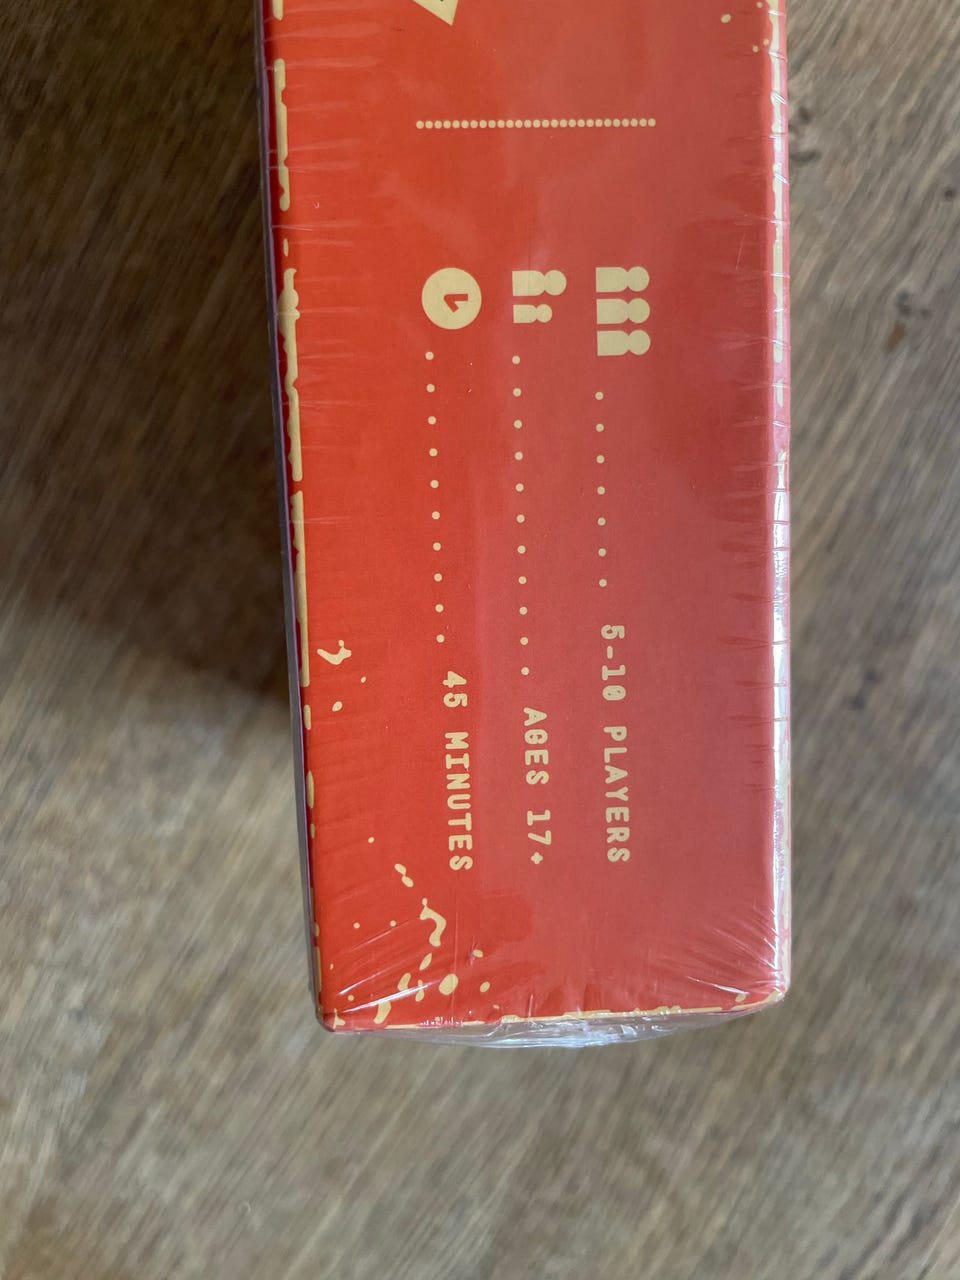 5-10 PLAYERS
AGES 17+
45 MINUTES